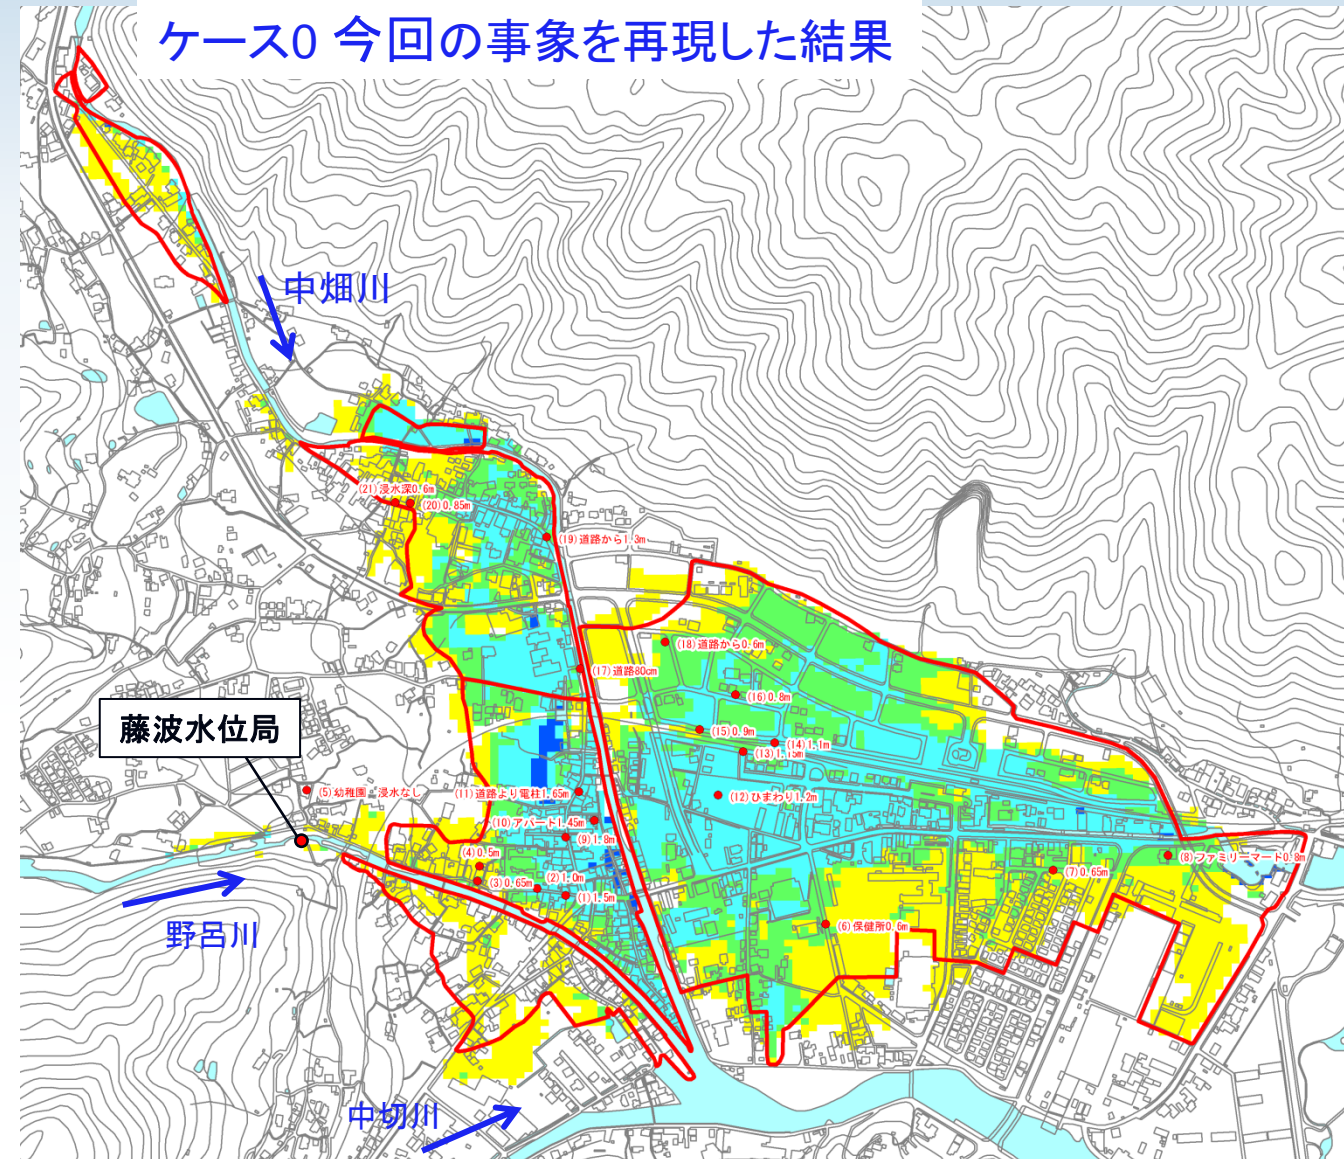 ケース0 今回の事象を再現した結果
中畑川
(21)浸水深0.6m
(20)0.85m
(19)道路から1.3m
(18)道路から0.6m
(17)道路80cm
(16)0.8m
藤波水位局
(15)0.9m
(14)1.1m
(13)1.15m
(5)幼稚園 浸水なし
(11)道路より電柱1.65m
(12)ひまわり1.2m
(10)アパート1.45m
(9)1.8m
(4)0.5m
(8)ファミリーマート0.8m
(7)0.65m
(3)0.65m
(2)1.0m
(1)1.5m
(6)保健所0.6m
野呂川
中切川